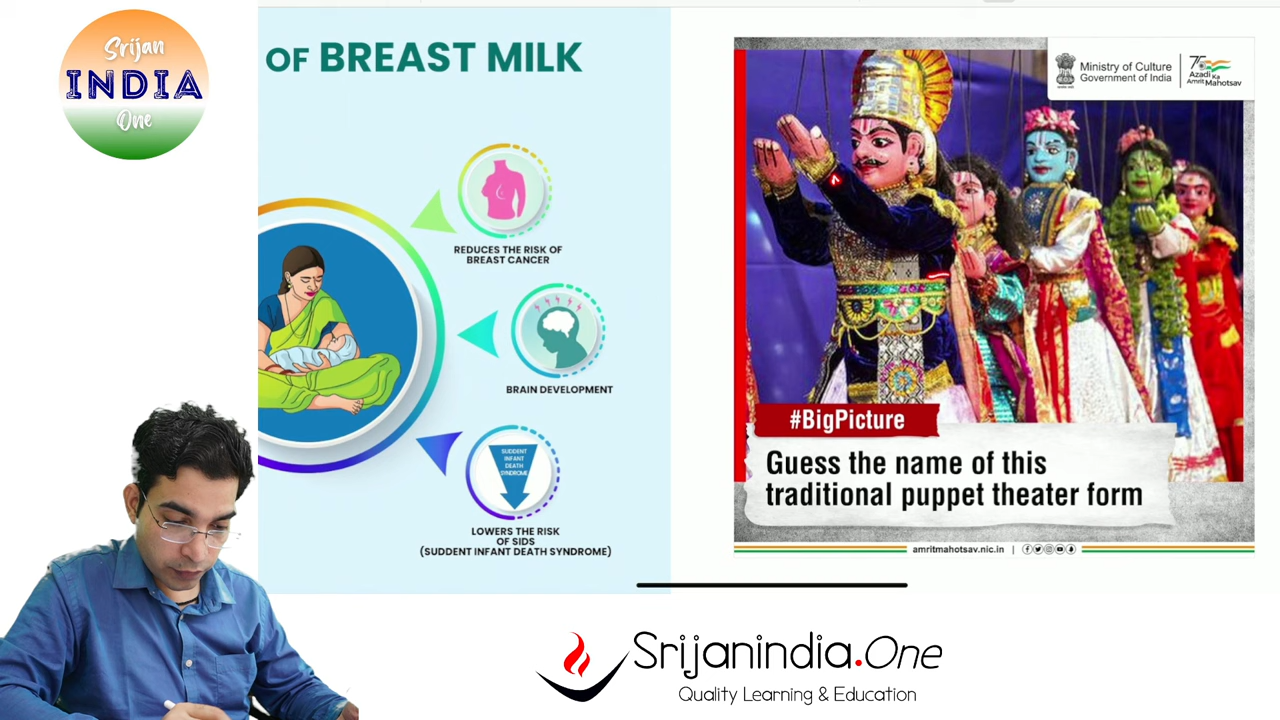 Srijan
INDIA
One
OF BREAST MILK
REDUCES THE RISK OF
BREAST CANCER
BRAIN DEVELOPMENT
SUDDENT
INFANT
DEATH
SYNDROME
LOWERS THE RISK
OF SIDS
(SUDDENT INFANT DEATH SYNDROME)
Ministry of Culture
Government of India
75
Azadi Ka
Amrit Mahotsav
#BigPicture
Guess the name of this
traditional puppet theater form
amritmahotsav.nic.in |
Srijanindia.One
Quality Learning & Education